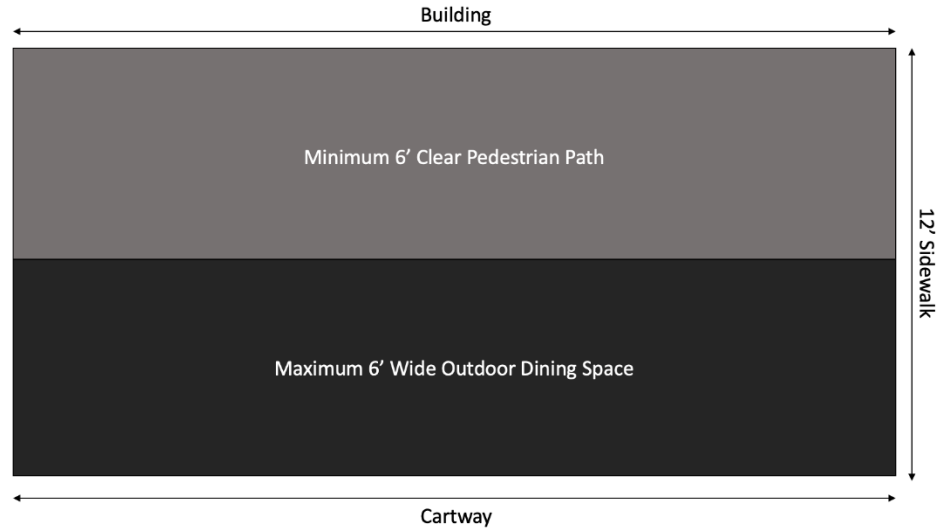 Building
Minimum 6’ Clear Pedestrian Path
12’ Sidewalk
Maximum 6’ Wide Outdoor Dining Space
Cartway